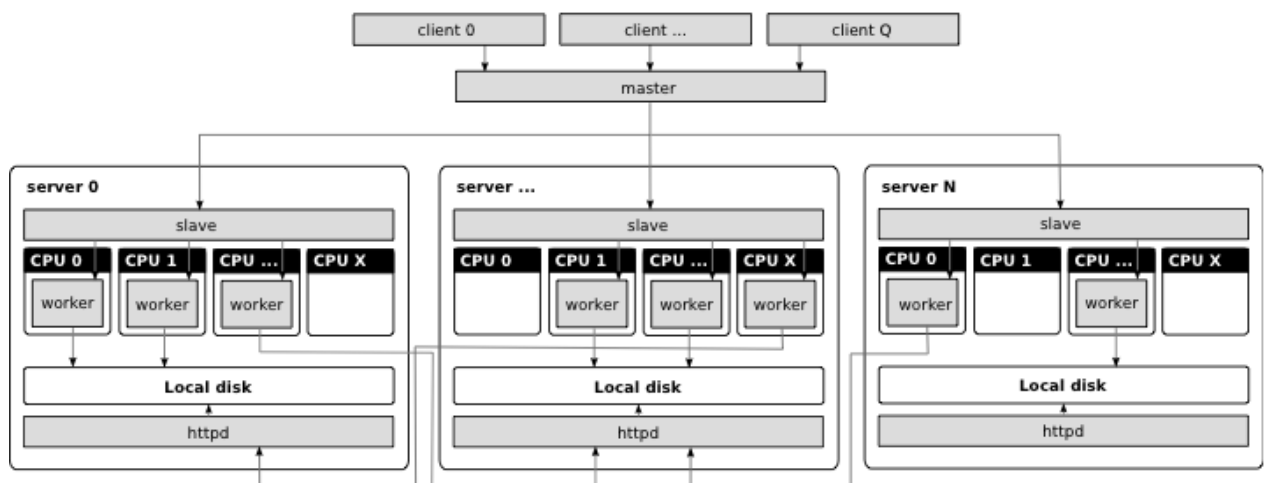 client 0 client ... client Q
master
server 0 server ... server N
slave slave slave
CPU 0 CPU 1 CPU ... CPU X CPU 0 CPU 1 CPU ... CPU X CPU 0 CPU 1 CPU ... CPU X
worker worker worker worker worker worker worker worker
Local disk Local disk Local disk
httpd httpd httpd